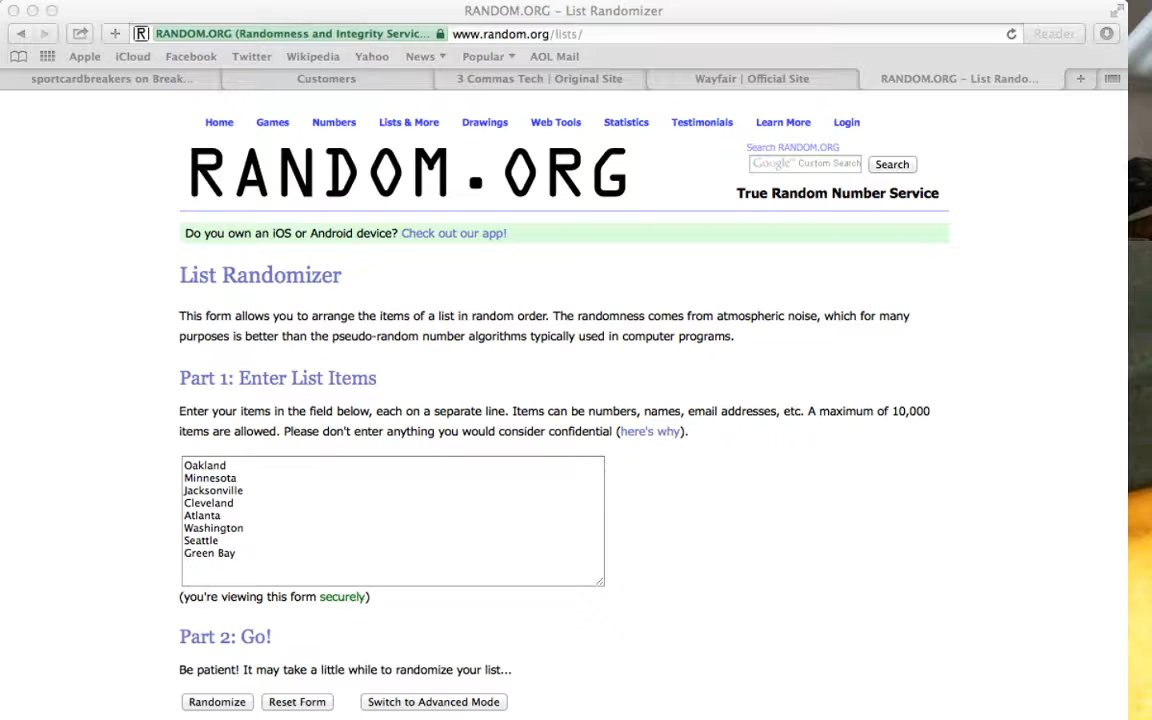 RANDOM.ORG – List Randomizer
RANDOM.ORG (Randomness and Integrity Servic... www.random.org/lists/ Reader
Apple iCloud Facebook Twitter Wikipedia Yahoo News Popular AOL Mail
sportcardbreakers on Break... Customers 3 Commas Tech | Original Site Wayfair | Official Site RANDOM.ORG – List Rando... +
Home Games Numbers Lists & More Drawings Web Tools Statistics Testimonials Learn More Login
Search RANDOM.ORG
Google™ Custom Search Search
RANDOM.ORG
True Random Number Service
Do you own an iOS or Android device? Check out our app!
List Randomizer
This form allows you to arrange the items of a list in random order. The randomness comes from atmospheric noise, which for many
purposes is better than the pseudo-random number algorithms typically used in computer programs.
Part 1: Enter List Items
Enter your items in the field below, each on a separate line. Items can be numbers, names, email addresses, etc. A maximum of 10,000
items are allowed. Please don't enter anything you would consider confidential (here's why).
Oakland
Minnesota
Jacksonville
Cleveland
Atlanta
Washington
Seattle
Green Bay
(you're viewing this form securely)
Part 2: Go!
Be patient! It may take a little while to randomize your list...
Randomize Reset Form Switch to Advanced Mode